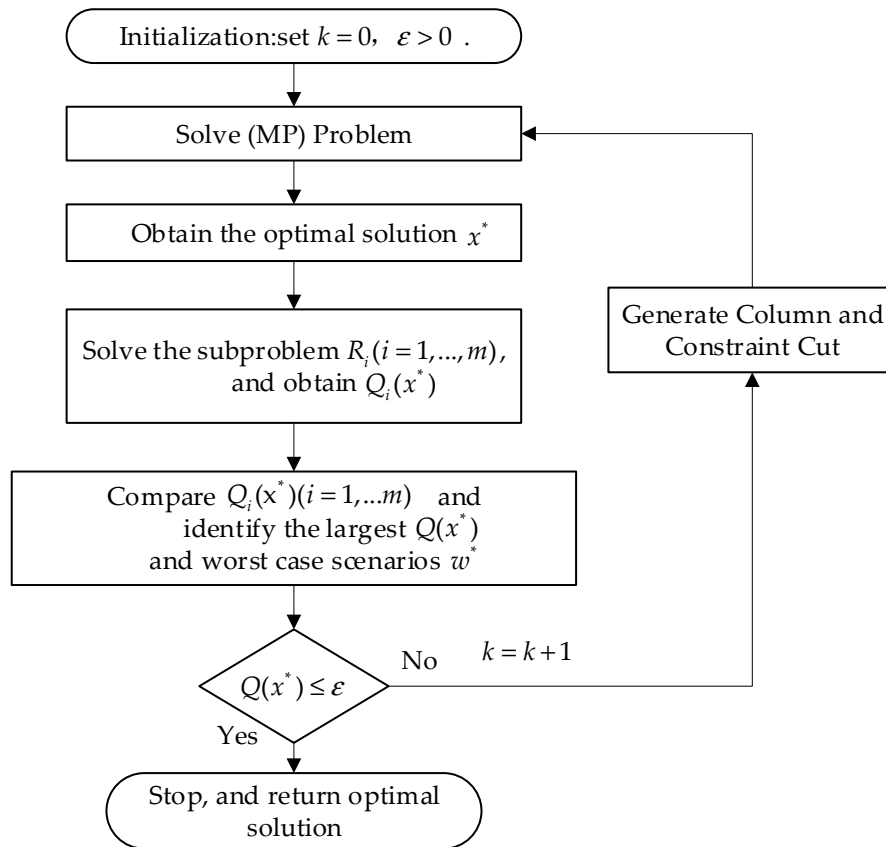 Initialization:set k = 0, ε > 0 .
Solve (MP) Problem
Obtain the optimal solution x*
Solve the subproblem R_i (i = 1,...,m),
and obtain Q_i(x*)
Generate Column and
Constraint Cut
Compare Q_i(x*)(i = 1,...m) and
identify the largest Q(x*)
and worst case scenarios w*
Q(x*) ≤ ε
No
k = k+1
Yes
Stop, and return optimal
solution